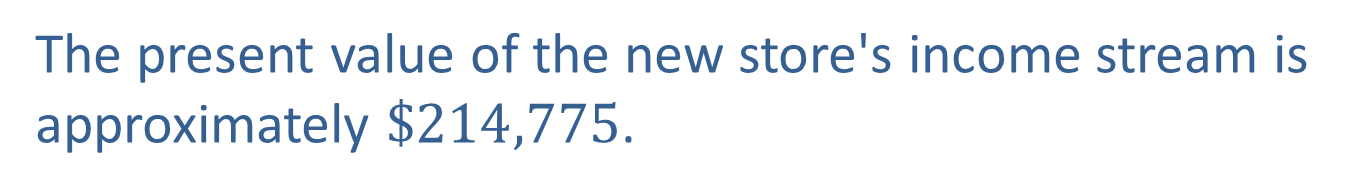 The present value of the new store's income stream is
approximately $214,775.